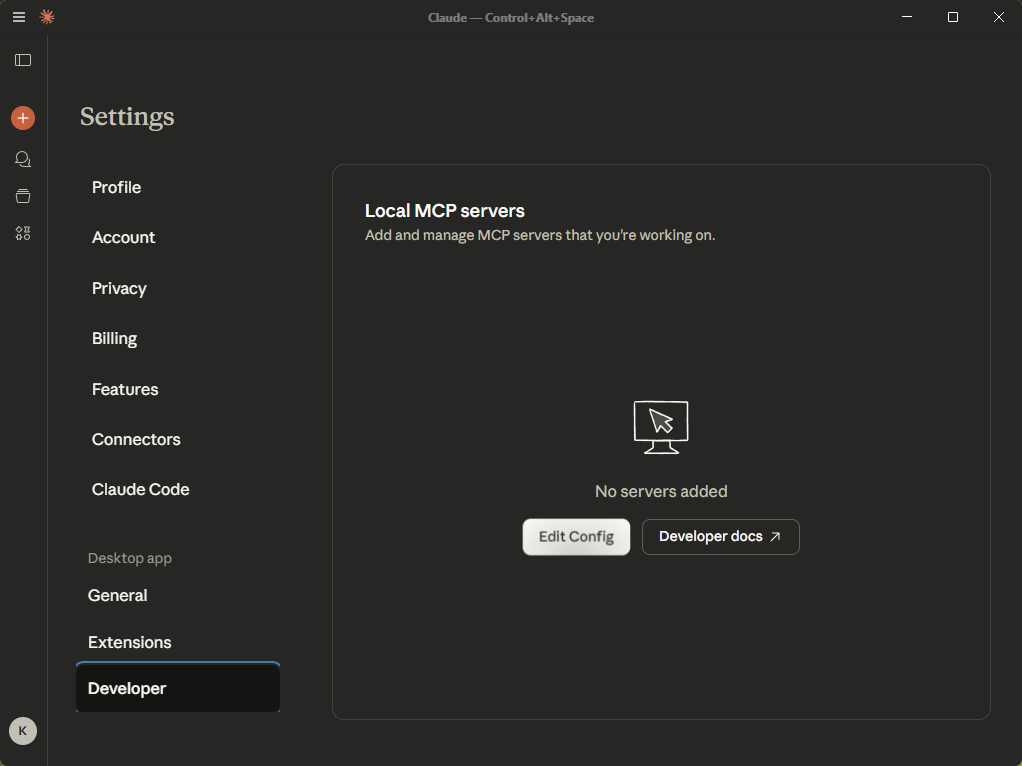 Claude — Control+Alt+Space
Settings
Profile
Account
Privacy
Billing
Features
Connectors
Claude Code
Desktop app
General
Extensions
Developer
K
Local MCP servers
Add and manage MCP servers that you're working on.
No servers added
Edit Config
Developer docs